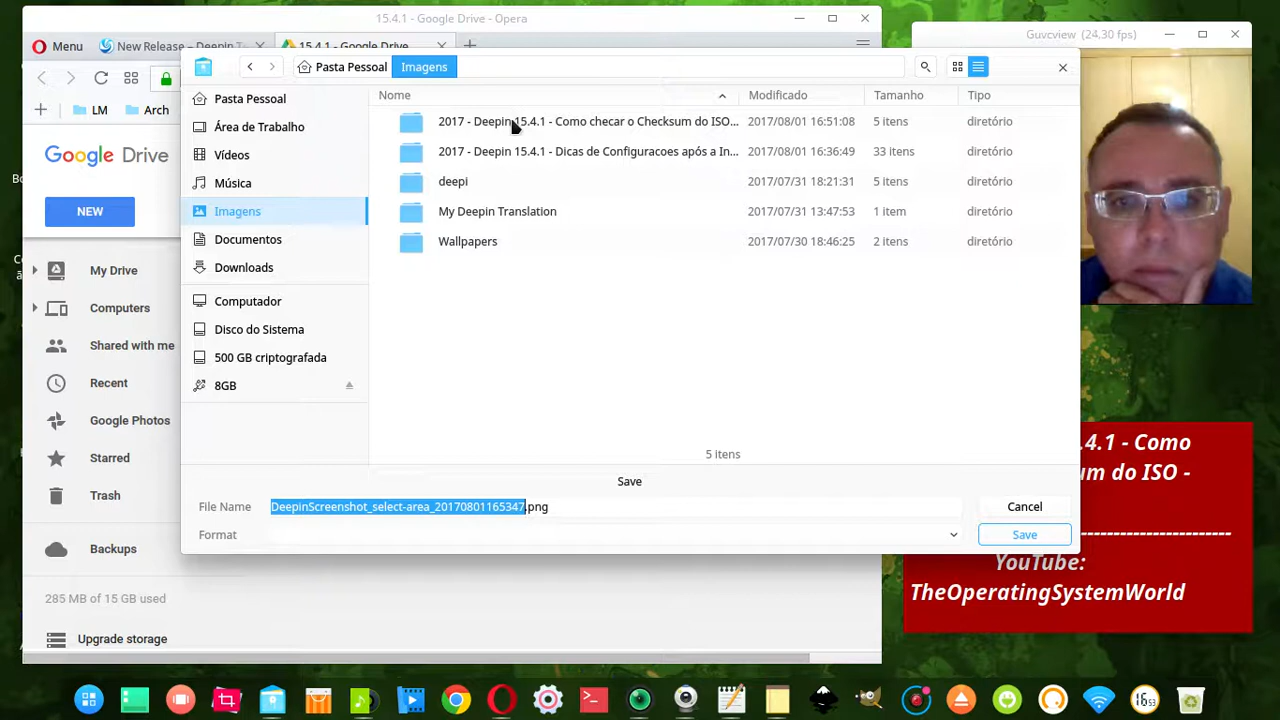 15.4.1 - Google Drive - Opera
Guvcview (24,30 fps)
Menu
New Release – Deepin
15.4.1 - Google Drive
LM
Arch
Google Drive
NEW
My Drive
Computers
Shared with me
Recent
Google Photos
Starred
Trash
Backups
285 MB of 15 GB used
Upgrade storage
Pasta Pessoal
Imagens
Pasta Pessoal
Área de Trabalho
Vídeos
Música
Imagens
Documentos
Downloads
Computador
Disco do Sistema
500 GB criptografada
8GB
Nome Modificado Tamanho Tipo
2017 - Deepin 15.4.1 - Como checar o Checksum do ISO... 2017/08/01 16:51:08 5 itens diretório
2017 - Deepin 15.4.1 - Dicas de Configuracoes após a In... 2017/08/01 16:36:49 33 itens diretório
deepi 2017/07/31 18:21:31 5 itens diretório
My Deepin Translation 2017/07/31 13:47:53 1 item diretório
Wallpapers 2017/07/30 18:46:25 2 itens diretório
5 itens
Save
File Name DeepinScreenshot_select-area_20170801165347.png Cancel
Format Save
.4.1 - Como
um do ISO -
------------------------
YouTube:
TheOperatingSystemWorld
16
53